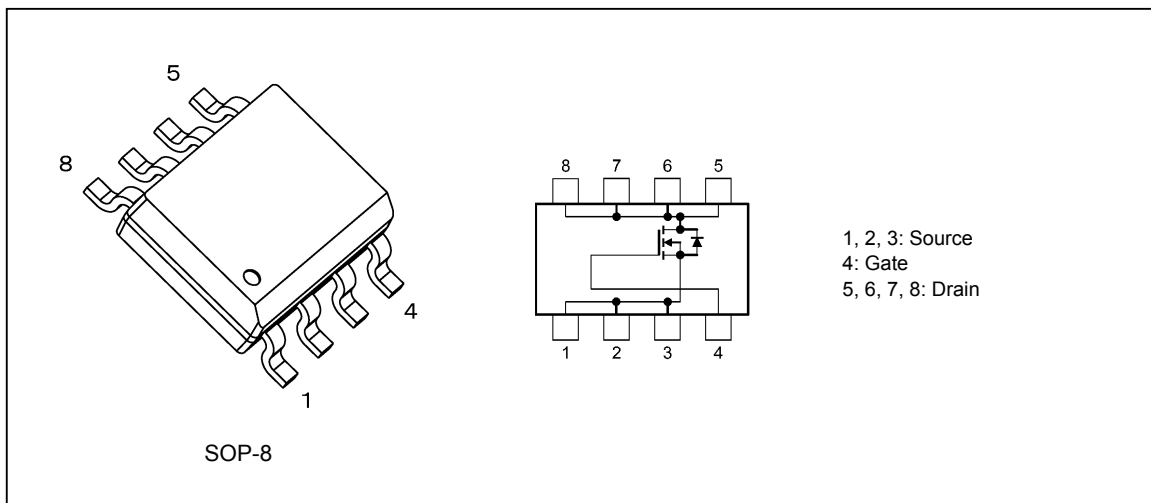 5
8
4
1
SOP-8
8 7 6 5
1 2 3 4
1, 2, 3: Source
4: Gate
5, 6, 7, 8: Drain